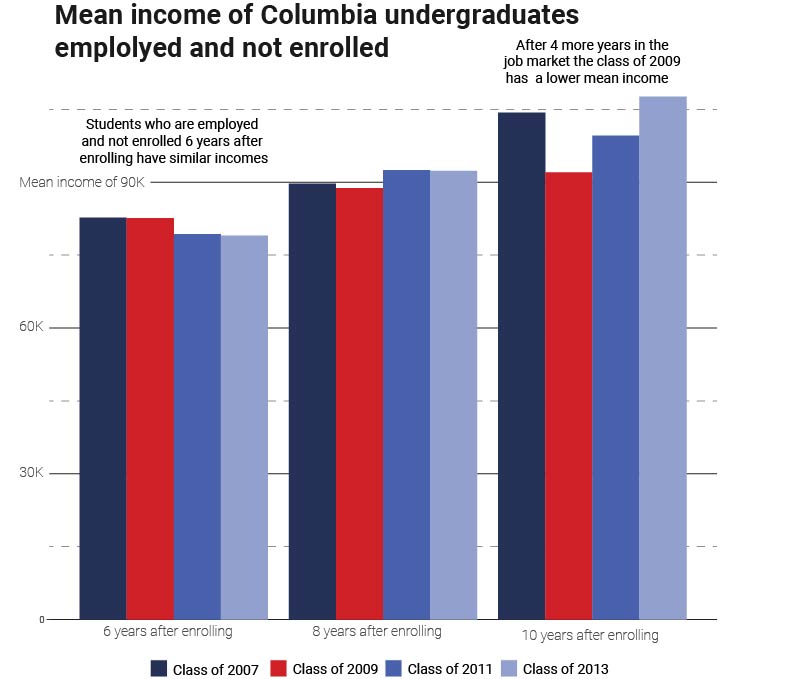 Mean income of Columbia undergraduates
emplolyed and not enrolled
After 4 more years in the
job market the class of 2009
has a lower mean income
Students who are employed
and not enrolled 6 years after
enrolling have similar incomes
Mean income of 90K
60K
30K
0
6 years after enrolling
8 years after enrolling
10 years after enrolling
Class of 2007
Class of 2009
Class of 2011
Class of 2013